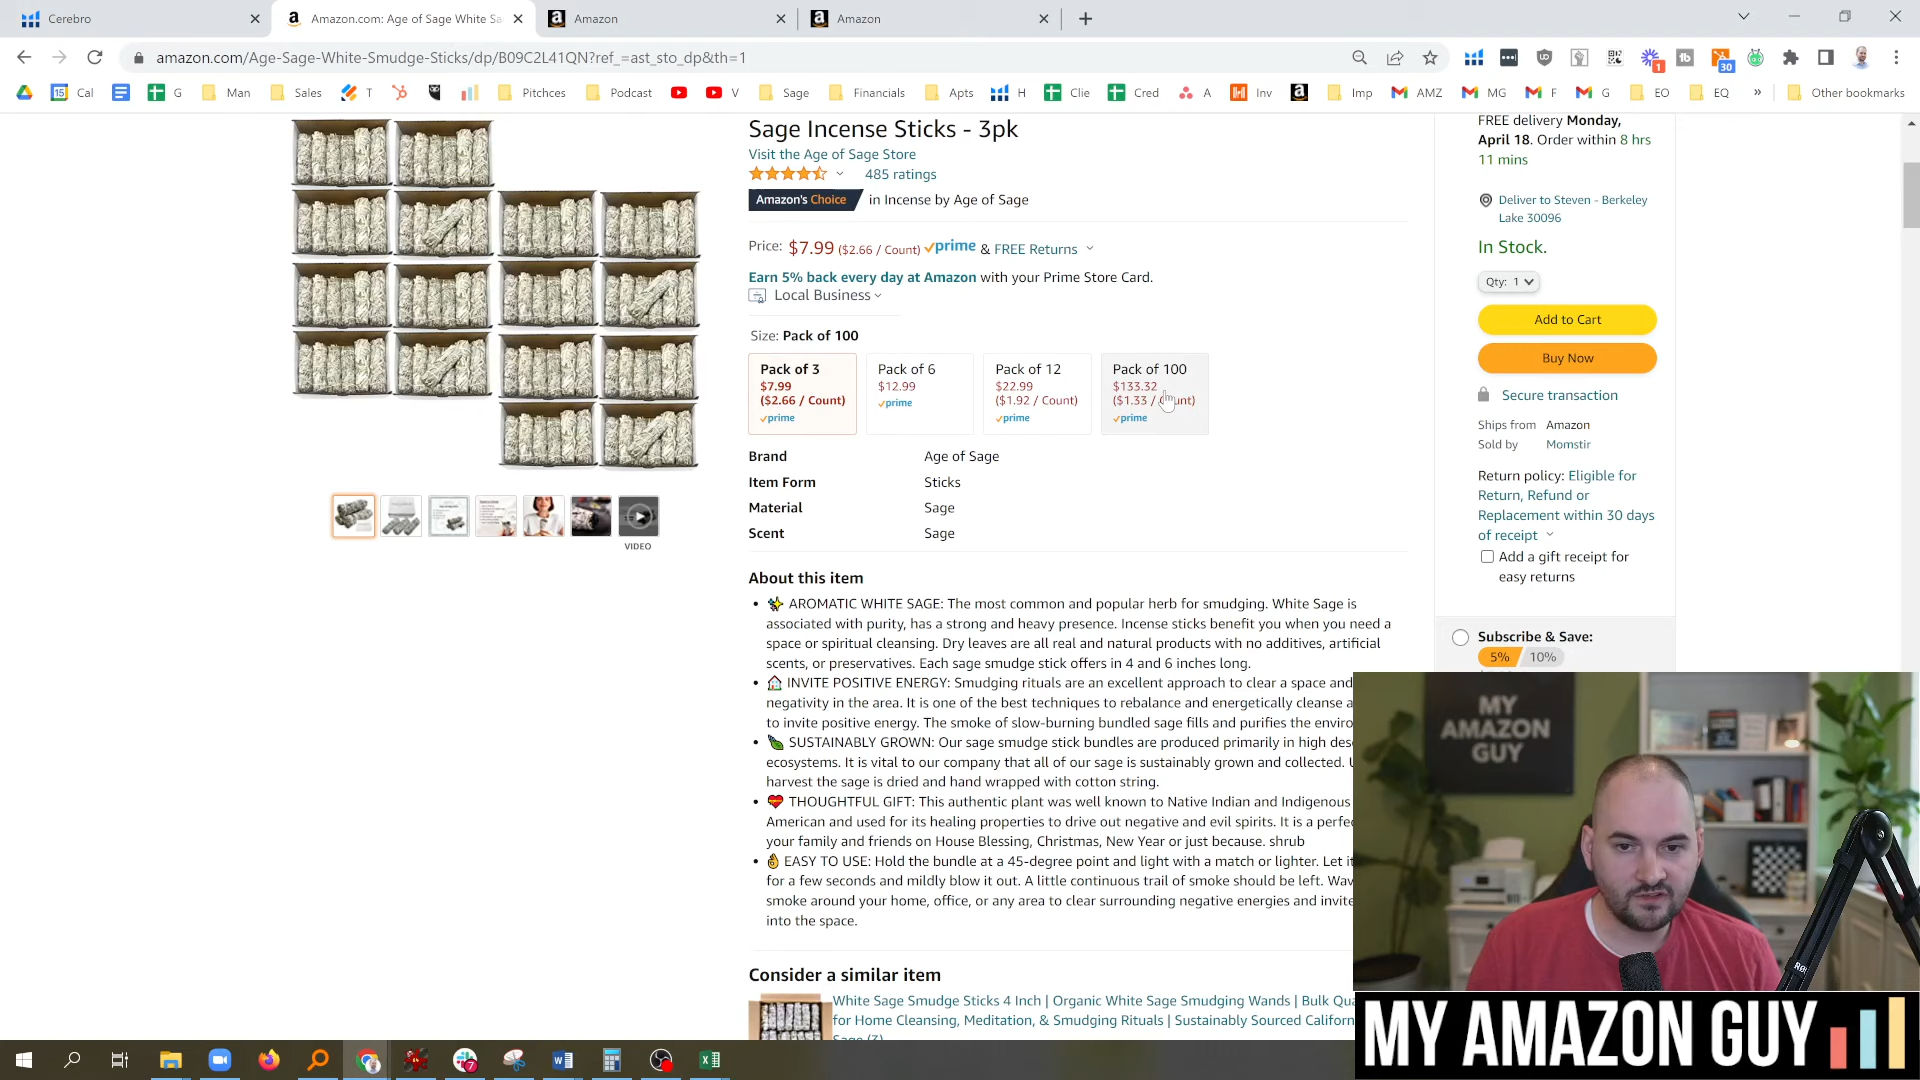 Cerebro
Amazon.com: Age of Sage White Sa
Amazon
Amazon
amazon.com/Age-Sage-White-Smudge-Sticks/dp/B09C2L41QN?ref_=ast_sto_dp&th=1
1
30
15 Cal
G
Man
Sales
T
Pitchces
V
Podcast
Sage
Financials
Apts
H
Clie
Cred
A
Inv
Imp
AMZ
MG
F
G
EO
EQ
»
Other bookmarks
Sage Incense Sticks - 3pk
Visit the Age of Sage Store
485 ratings
Amazon's Choice in Incense by Age of Sage
Price: $7.99 ($2.66 / Count) prime & FREE Returns
Earn 5% back every day at Amazon with your Prime Store Card.
Local Business
Size: Pack of 100
Pack of 3
$7.99
($2.66 / Count)
prime
Pack of 6
$12.99
prime
Pack of 12
$22.99
($1.92 / Count)
prime
Pack of 100
$133.32
($1.33 / unt)
prime
Brand Age of Sage
Item Form Sticks
Material Sage
Scent Sage
VIDEO
About this item
• AROMATIC WHITE SAGE: The most common and popular herb for smudging. White Sage is
associated with purity, has a strong and heavy presence. Incense sticks benefit you when you need a
space or spiritual cleansing. Dry leaves are all real and natural products with no additives, artificial
scents, or preservatives. Each sage smudge stick offers in 4 and 6 inches long.
• INVITE POSITIVE ENERGY: Smudging rituals are an excellent approach to clear a space and
negativity in the area. It is one of the best techniques to rebalance and energetically cleanse a
to invite positive energy. The smoke of slow-burning bundled sage fills and purifies the enviro
• SUSTAINABLY GROWN: Our sage smudge stick bundles are produced primarily in high des
ecosystems. It is vital to our company that all of our sage is sustainably grown and collected.
harvest the sage is dried and hand wrapped with cotton string.
• THOUGHTFUL GIFT: This authentic plant was well known to Native Indian and Indigenous
American and used for its healing properties to drive out negative and evil spirits. It is a perfe
your family and friends on House Blessing, Christmas, New Year or just because. shrub
• EASY TO USE: Hold the bundle at a 45-degree point and light with a match or lighter. Let it
for a few seconds and mildly blow it out. A little continuous trail of smoke should be left. Wav
smoke around your home, office, or any area to clear surrounding negative energies and invite
into the space.
Consider a similar item
White Sage Smudge Sticks 4 Inch | Organic White Sage Smudging Wands | Bulk Qua
for Home Cleansing, Meditation, & Smudging Rituals | Sustainably Sourced Californ
FREE delivery Monday,
April 18. Order within 8 hrs
11 mins
Deliver to Steven - Berkeley
Lake 30096
In Stock.
Qty: 1
Add to Cart
Buy Now
Secure transaction
Ships from Amazon
Sold by Momstir
Return policy: Eligible for
Return, Refund or
Replacement within 30 days
of receipt
Add a gift receipt for
easy returns
Subscribe & Save:
5% 10%
MY
AMAZON
GUY
MY AMAZON GUY
7